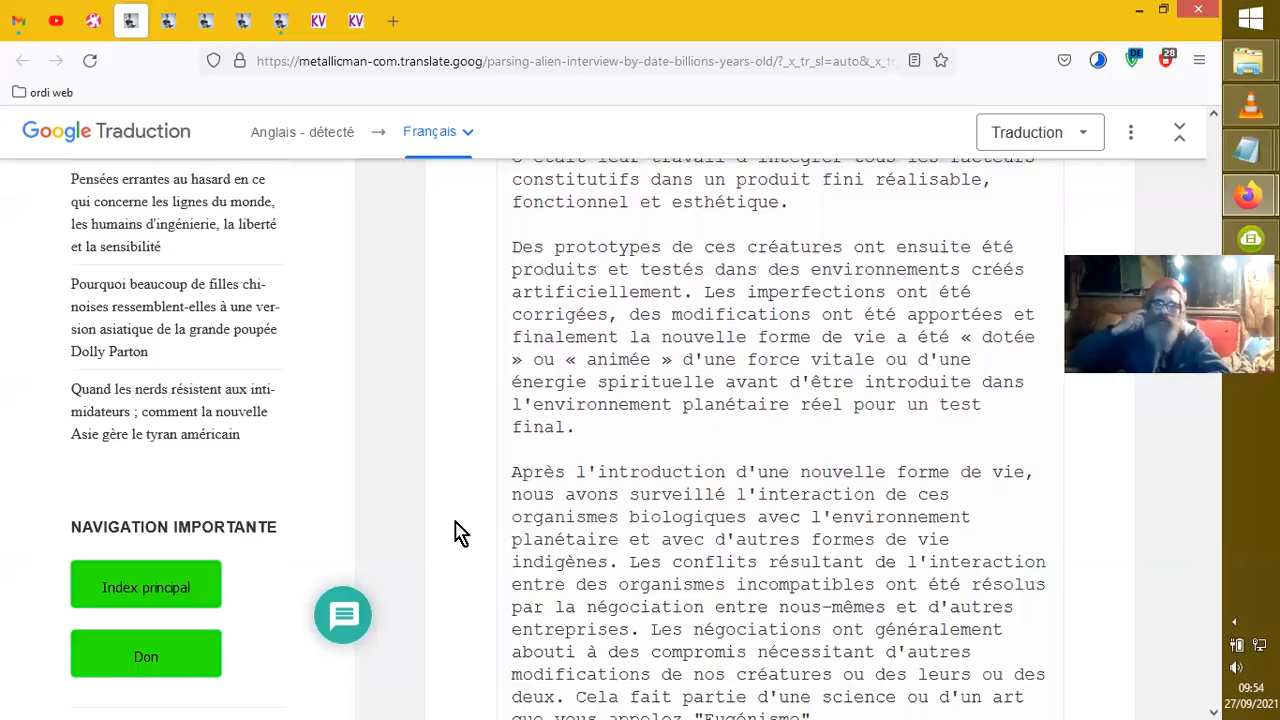 KV
KV
https://metallicman-com.translate.goog/parsing-alien-interview-by-date-billions-years-old/?_x_tr_sl=auto&_x_tr
DE
28
ordi web
Google Traduction
Anglais - détecté
Français
Traduction
Pensées errantes au hasard en ce
qui concerne les lignes du monde,
les humains d'ingénierie, la liberté
et la sensibilité
Pourquoi beaucoup de filles chi-
noises ressemblent-elles à une ver-
sion asiatique de la grande poupée
Dolly Parton
Quand les nerds résistent aux inti-
midateurs ; comment la nouvelle
Asie gère le tyran américain
NAVIGATION IMPORTANTE
Index principal
Don
C'était leur travail d'intégrer tous les facteurs
constitutifs dans un produit fini réalisable,
fonctionnel et esthétique.
Des prototypes de ces créatures ont ensuite été
produits et testés dans des environnements créés
artificiellement. Les imperfections ont été
corrigées, des modifications ont été apportées et
finalement la nouvelle forme de vie a été « dotée
» ou « animée » d'une force vitale ou d'une
énergie spirituelle avant d'être introduite dans
l'environnement planétaire réel pour un test
final.
Après l'introduction d'une nouvelle forme de vie,
nous avons surveillé l'interaction de ces
organismes biologiques avec l'environnement
planétaire et avec d'autres formes de vie
indigènes. Les conflits résultant de l'interaction
entre des organismes incompatibles ont été résolus
par la négociation entre nous-mêmes et d'autres
entreprises. Les négociations ont généralement
abouti à des compromis nécessitant d'autres
modifications de nos créatures ou des leurs ou des
deux. Cela fait partie d'une science ou d'un art
que vous appelez "Eugénisme"
09:54
27/09/2021